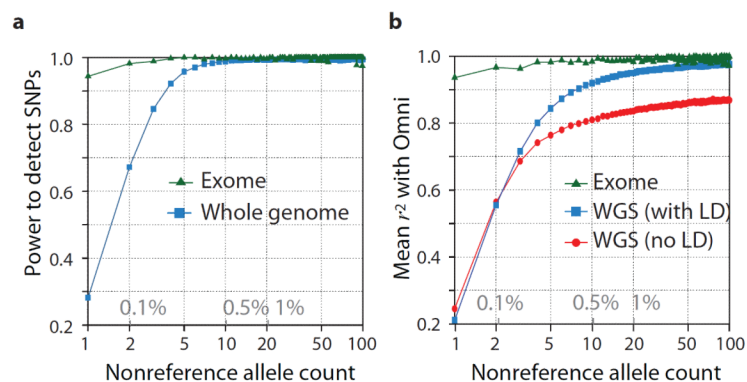 a
Power to detect SNPs
1.0
0.8
0.6
0.4
0.2
Exome
Whole genome
0.1%
0.5% 1%
1 2 5 10 20 50 100
Nonreference allele count
b
Mean r² with Omni
1.0
0.8
0.6
0.4
0.2
Exome
WGS (with LD)
WGS (no LD)
0.1%
0.5% 1%
1 2 5 10 20 50 100
Nonreference allele count